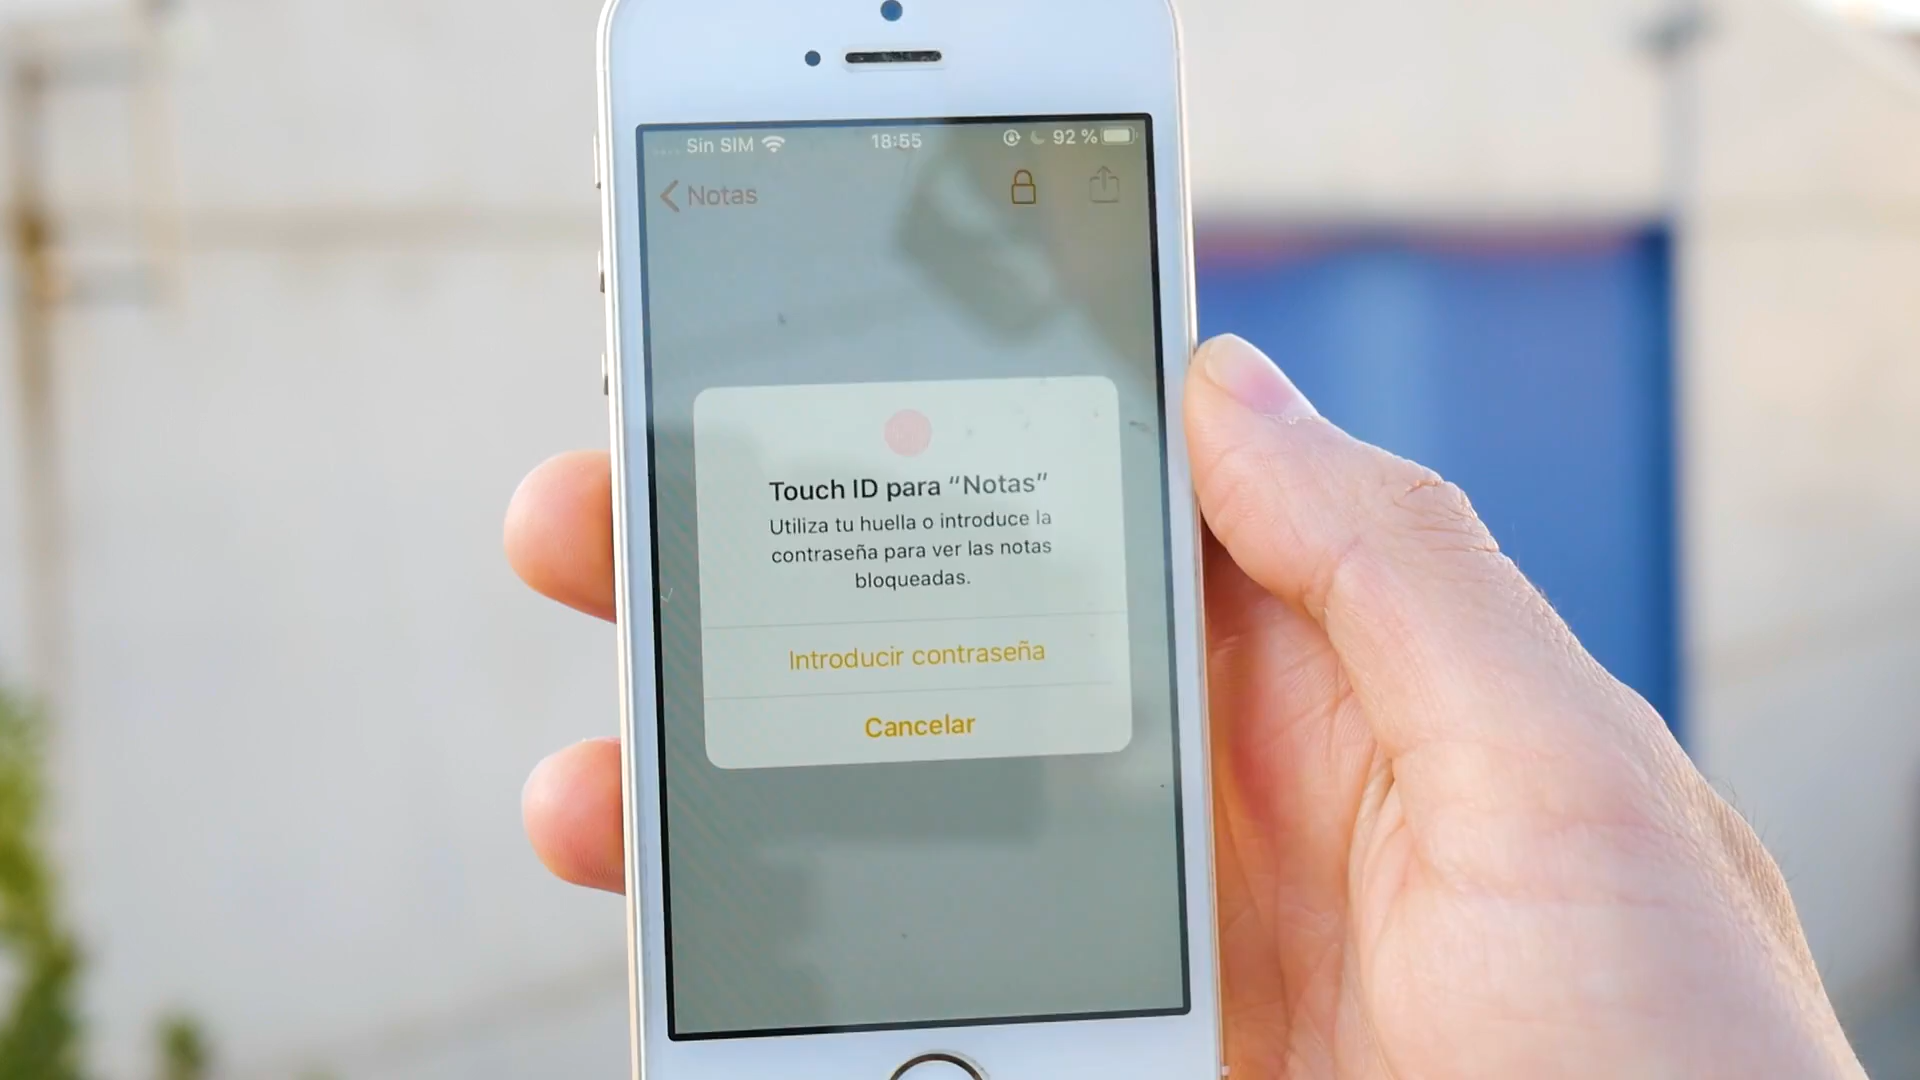 Sin SIM 18:55 92 %
Notas
Touch ID para “Notas”
Utiliza tu huella o introduce la
contraseña para ver las notas
bloqueadas.
Introducir contraseña
Cancelar